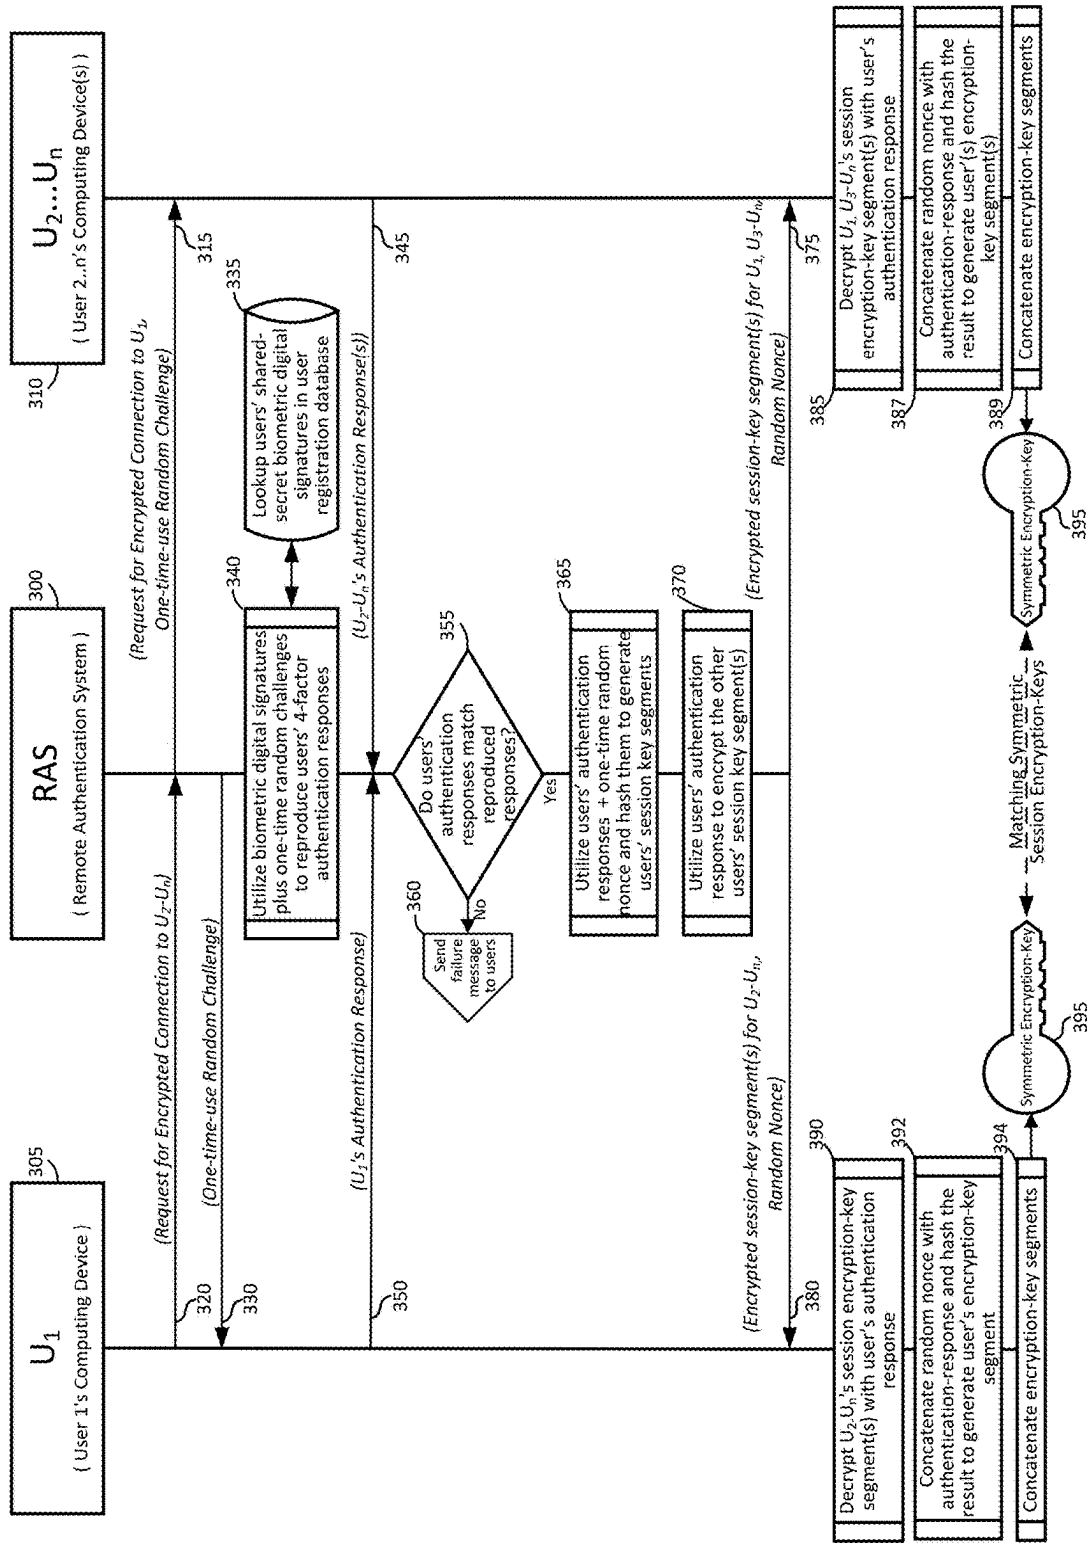 U1
( User 1's Computing Device )
305
RAS
( Remote Authentication System )
300
U2...Un
( User 2..n's Computing Device(s) )
310
(Request for Encrypted Connection to U2-Un)
320
(Request for Encrypted Connection to U1,
One-time-use Random Challenge)
315
(One-time-use Random Challenge)
330
Utilize biometric digital signatures
plus one-time random challenges
to reproduce users' 4-factor
authentication responses
340
Lookup users' shared-
secret biometric digital
signatures in user
registration database
335
(U1's Authentication Response)
350
(U2-Un's Authentication Response(s))
345
Do users'
authentication
responses match
reproduced
responses?
355
No
Yes
Send
failure
message
to users
360
Utilize users' authentication
responses + one-time random
nonce and hash them to generate
users' session key segments
365
Utilize users' authentication
response to encrypt the other
users' session key segment(s)
370
(Encrypted session-key segment(s) for U2-Un,,
Random Nonce)
380
(Encrypted session-key segment(s) for U1, U3-Un,
Random Nonce)
375
Decrypt U2-Un's session encryption-key
segment(s) with user's authentication
response
390
Concatenate random nonce with
authentication-response and hash the
result to generate user's encryption-key
segment
392
Concatenate encryption-key segments
394
Decrypt U1, U3-Un's session
encryption-key segment(s) with user's
authentication response
385
Concatenate random nonce with
authentication-response and hash the
result to generate user'(s) encryption-
key segment(s)
387
Concatenate encryption-key segments
389
Symmetric Encryption-Key
395
Matching Symmetric
Session Encryption-Keys
Symmetric Encryption-Key
395